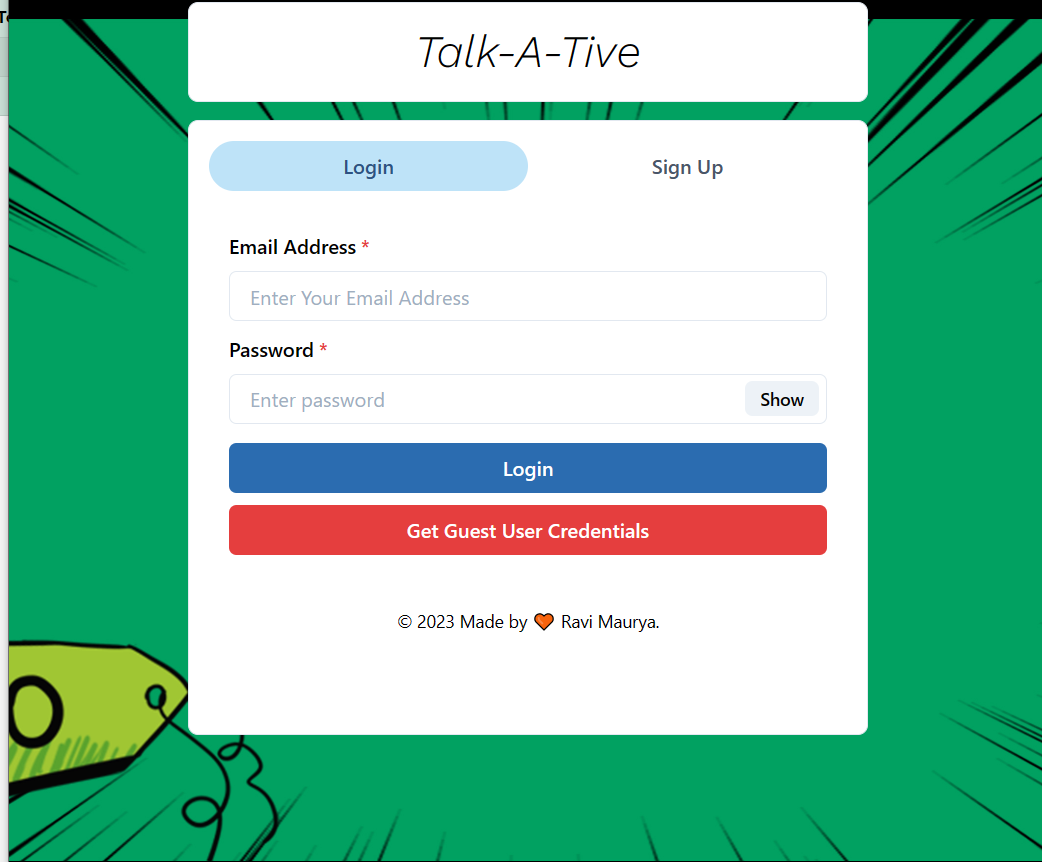 Talk-A-Tive
Login
Sign Up
Email Address *
Enter Your Email Address
Password *
Enter password
Show
Login
Get Guest User Credentials
© 2023 Made by 🧡 Ravi Maurya.